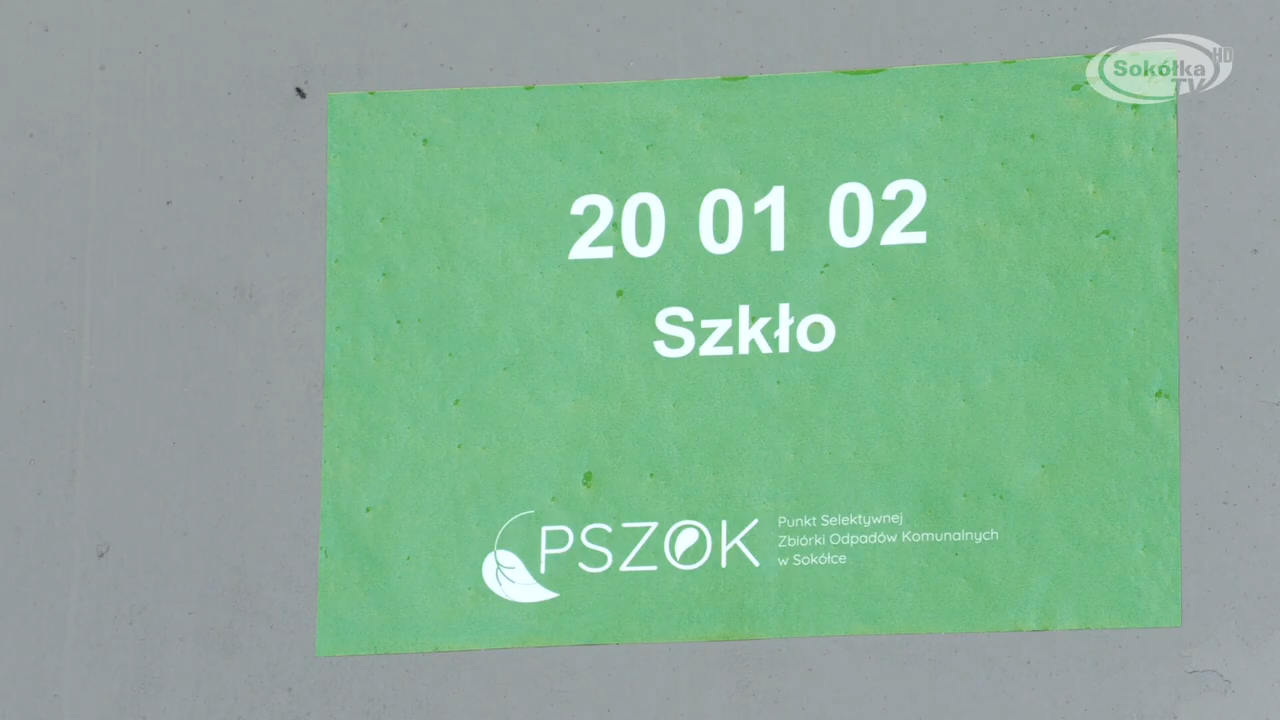 Sokółka HD
TV
20 01 02
Szkło
PSZOK
Punkt Selektywnej
Zbiórki Odpadów Komunalnych
w Sokółce